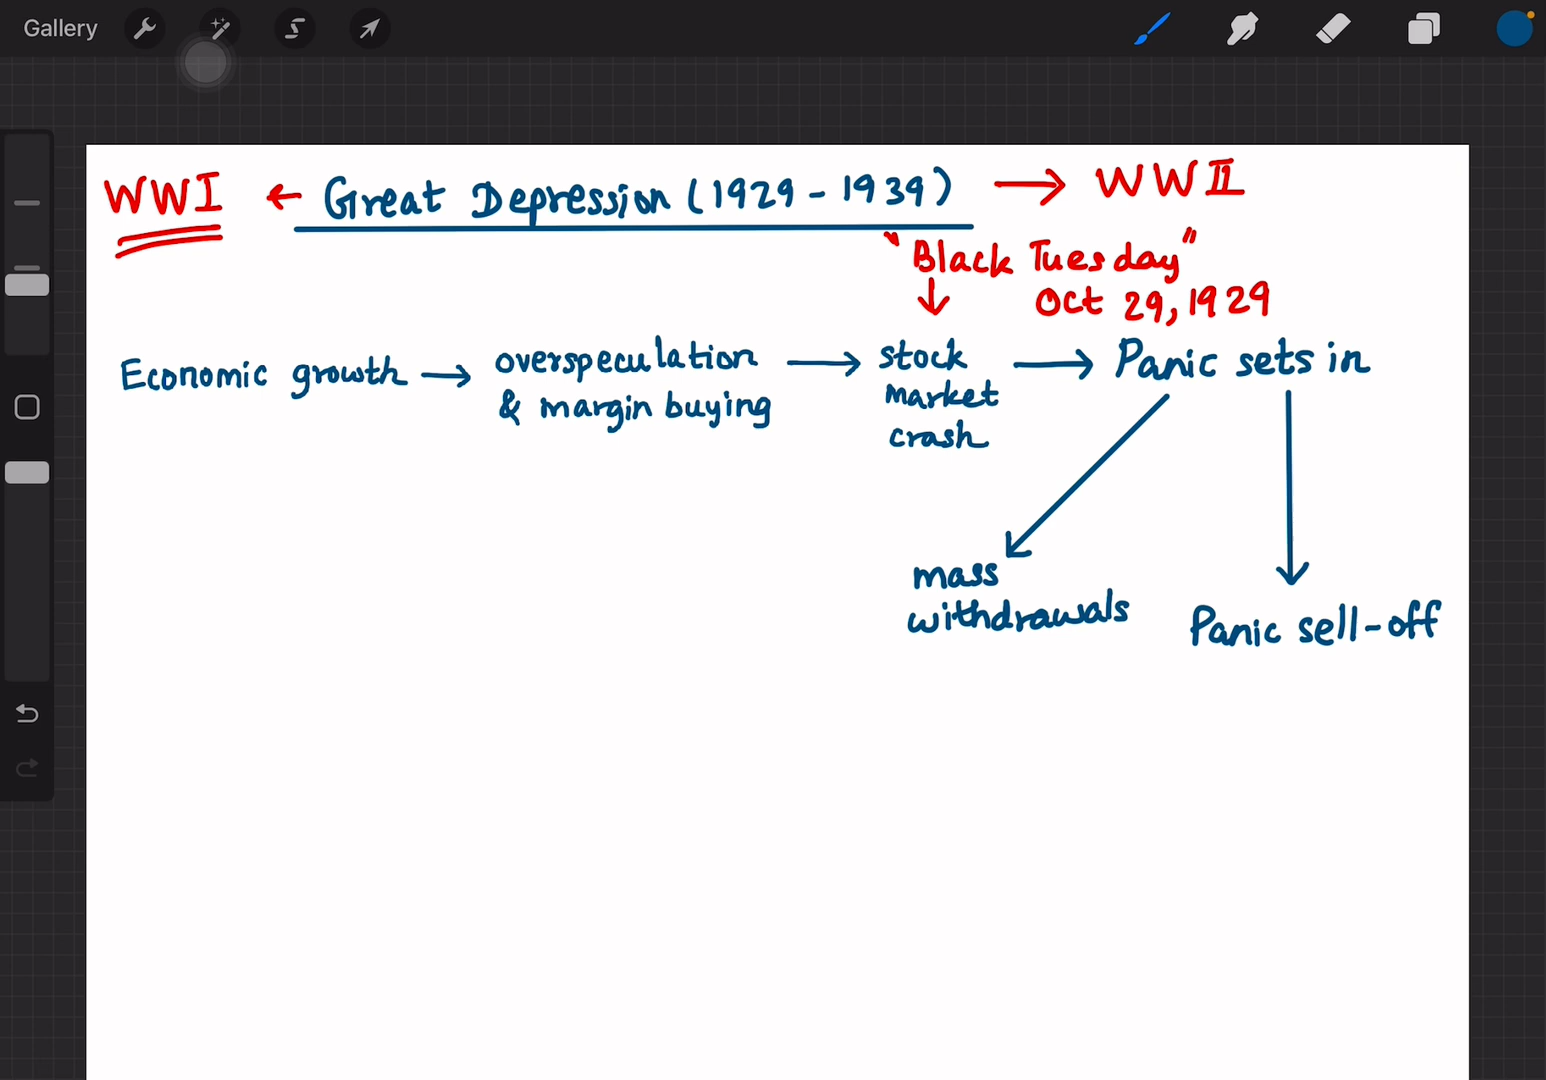 Gallery
WWI ← Great Depression (1929 - 1939) → WWII
"Black Tuesday"
↓ Oct 29, 1929
Economic growth → overspeculation → stock → Panic sets in
& margin buying market
crash
mass
withdrawals
Panic sell-off